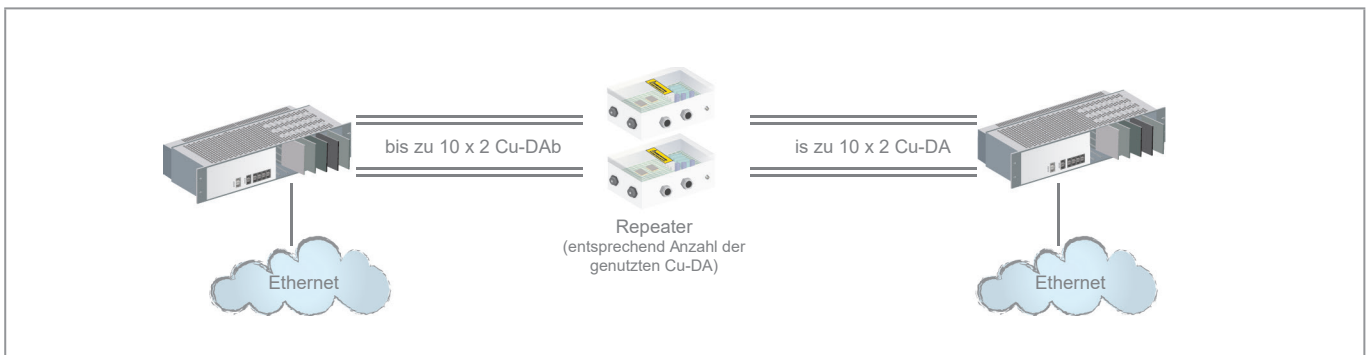 bis zu 10 x 2 Cu-DAb
is zu 10 x 2 Cu-DA
Repeater
(entsprechend Anzahl der
genutzten Cu-DA)
Ethernet
Ethernet